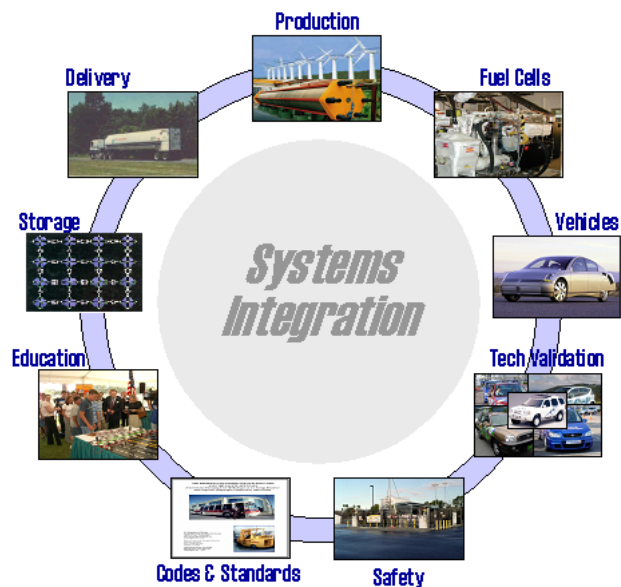 Production
Delivery
Fuel Cells
Storage
Vehicles
Systems
Integration
Education
Tech Validation
Codes & Standards
Safety